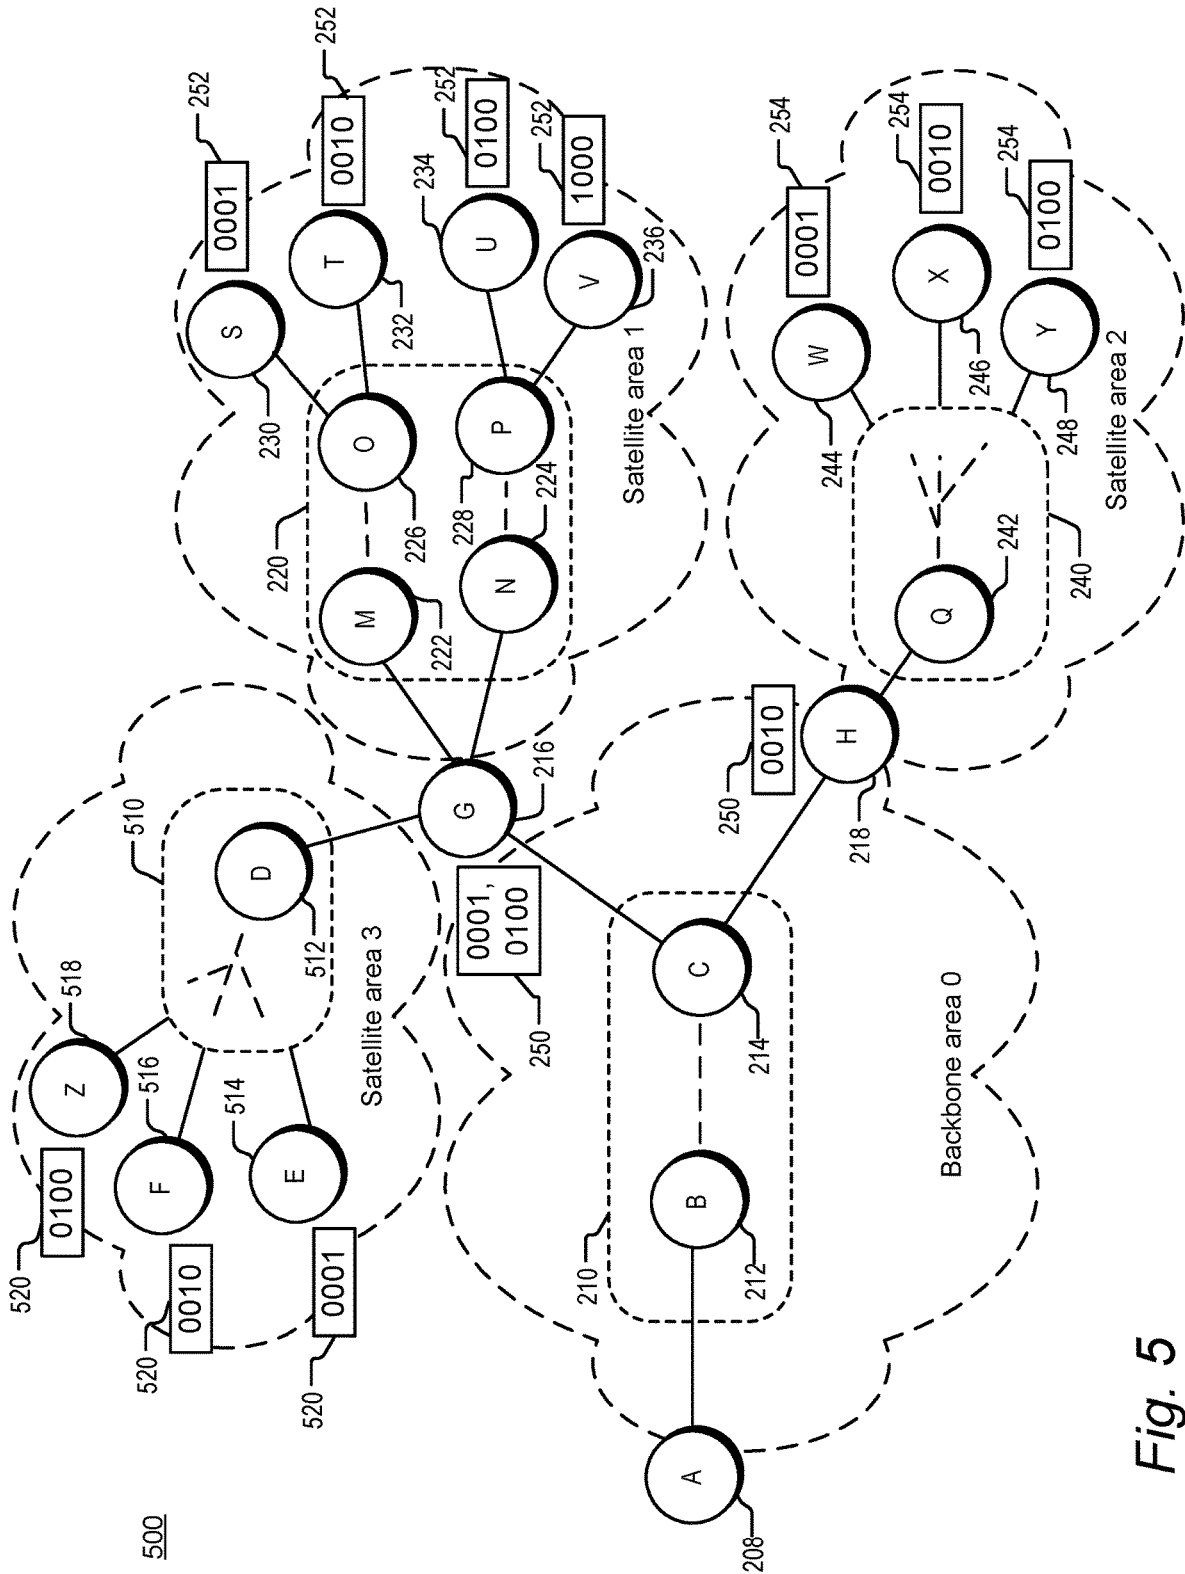 500
520
0100
Z
518
520
0010
F
516
520
0001
E
514
510
D
512
Satellite area 3
S
230
0001
252
T
232
0010
252
220
O
226
M
222
U
234
0100
252
P
228
N
224
V
236
1000
252
Satellite area 1
G
216
0001,
0100
250
210
A
208
B
212
C
214
Backbone area 0
250
0010
H
218
W
244
0001
254
X
246
0010
254
Y
248
0100
254
Q
242
240
Satellite area 2
Fig. 5